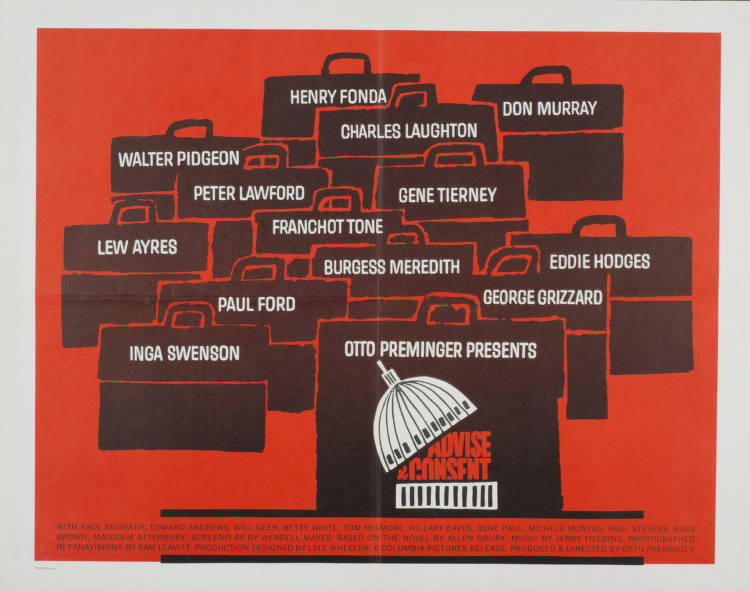 HENRY FONDA
DON MURRAY
CHARLES LAUGHTON
WALTER PIDGEON
PETER LAWFORD
GENE TIERNEY
FRANCHOT TONE
LEW AYRES
BURGESS MEREDITH
EDDIE HODGES
PAUL FORD
GEORGE GRIZZARD
INGA SWENSON
OTTO PREMINGER PRESENTS
ADVISE
& CONSENT
WITH PAUL McGRATH, EDWARD ANDREWS, WILL GEER, BETTY WHITE, TOM HELMORE, HILLARY EAVES, RENE PAUL, MICHELE MONTAU, PAUL STEVENS, RUSS
BROWN, MALCOLM ATTERBURY, SCREENPLAY BY WENDELL MAYES, BASED ON THE NOVEL BY ALLEN DRURY, MUSIC BY JERRY FIELDING, PHOTOGRAPHED
IN PANAVISION® BY SAM LEAVITT, PRODUCTION DESIGNED BY LYLE WHEELER, A COLUMBIA PICTURES RELEASE, PRODUCED & DIRECTED BY OTTO PREMINGER